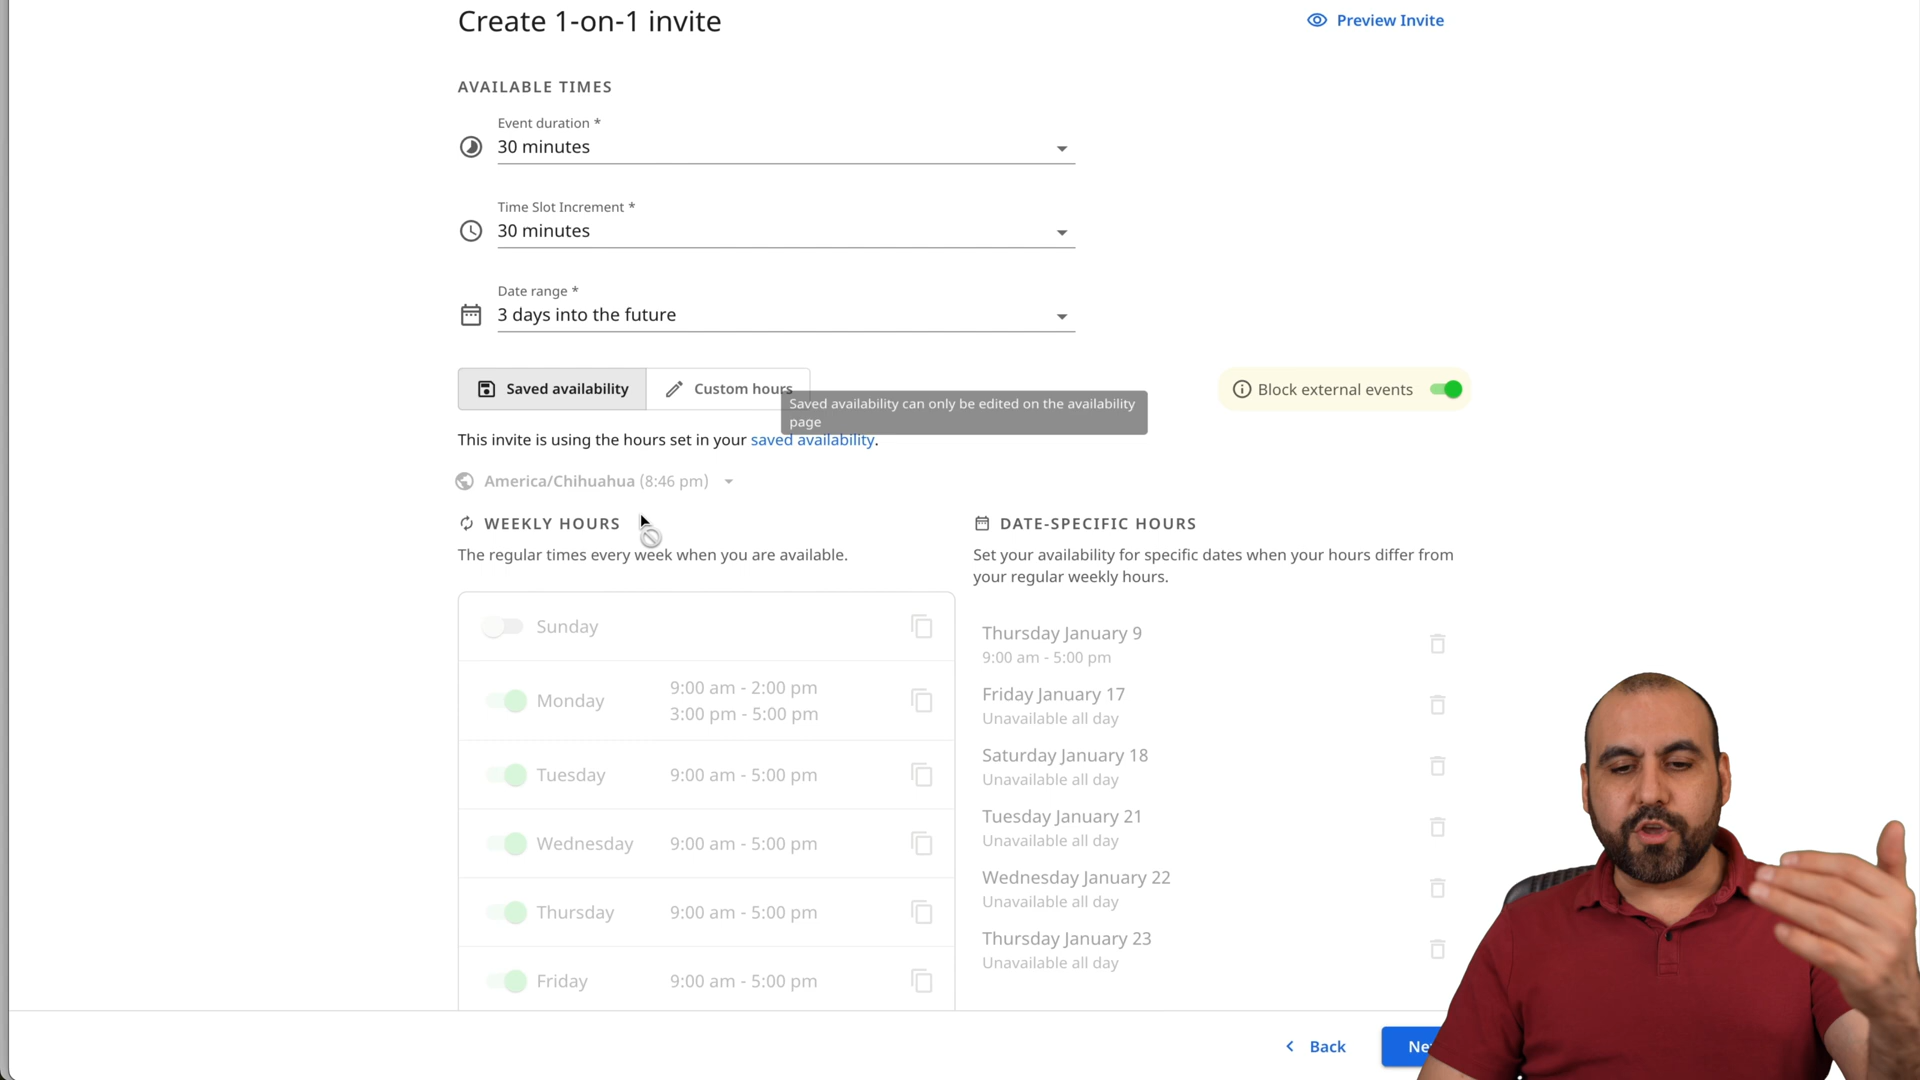 Create 1-on-1 invite
Preview Invite
AVAILABLE TIMES
Event duration *
30 minutes
Time Slot Increment *
30 minutes
Date range *
3 days into the future
Saved availability
Custom hours
Block external events
Saved availability can only be edited on the availability
page
This invite is using the hours set in your saved availability.
America/Chihuahua (8:46 pm)
WEEKLY HOURS
The regular times every week when you are available.
Sunday
Monday
9:00 am - 2:00 pm
3:00 pm - 5:00 pm
Tuesday
9:00 am - 5:00 pm
Wednesday
9:00 am - 5:00 pm
Thursday
9:00 am - 5:00 pm
Friday
9:00 am - 5:00 pm
DATE-SPECIFIC HOURS
Set your availability for specific dates when your hours differ from
your regular weekly hours.
Thursday January 9
9:00 am - 5:00 pm
Friday January 17
Unavailable all day
Saturday January 18
Unavailable all day
Tuesday January 21
Unavailable all day
Wednesday January 22
Unavailable all day
Thursday January 23
Unavailable all day
Back